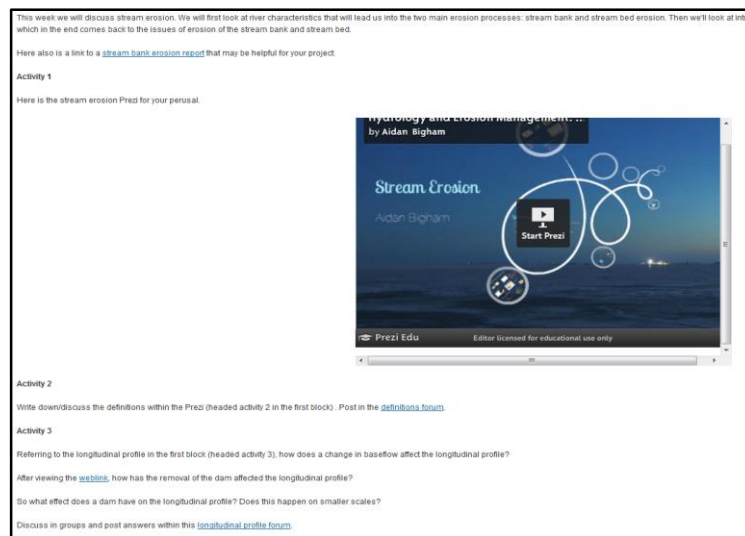 This week we will discuss stream erosion. We will first look at river characteristics that will lead us into the two main erosion processes: stream bank and stream bed erosion. Then we'll look at
which in the end comes back to the issues of erosion of the stream bank and stream bed.
Here also is a link to a stream bank erosion report that may be helpful for your project.
Activity 1
Here is the stream erosion Prezi for your perusal.
Hydrology and Erosion Management: ...
by Aidan Bigham
Stream Erosion
Aidan Bigham
Start Prezi
Prezi Edu
Editor licensed for educational use only
Activity 2
Write down/discuss the definitions within the Prezi (headed activity 2 in the first block) . Post in the definitions forum.
Activity 3
Referring to the longitudinal profile in the first block (headed activity 3), how does a change in baseflow affect the longitudinal profile?
After viewing the weblink, how has the removal of the dam affected the longitudinal profile?
So what effect does a dam have on the longitudinal profile? Does this happen on smaller scales?
Discuss in groups and post answers within this longitudinal profile forum.